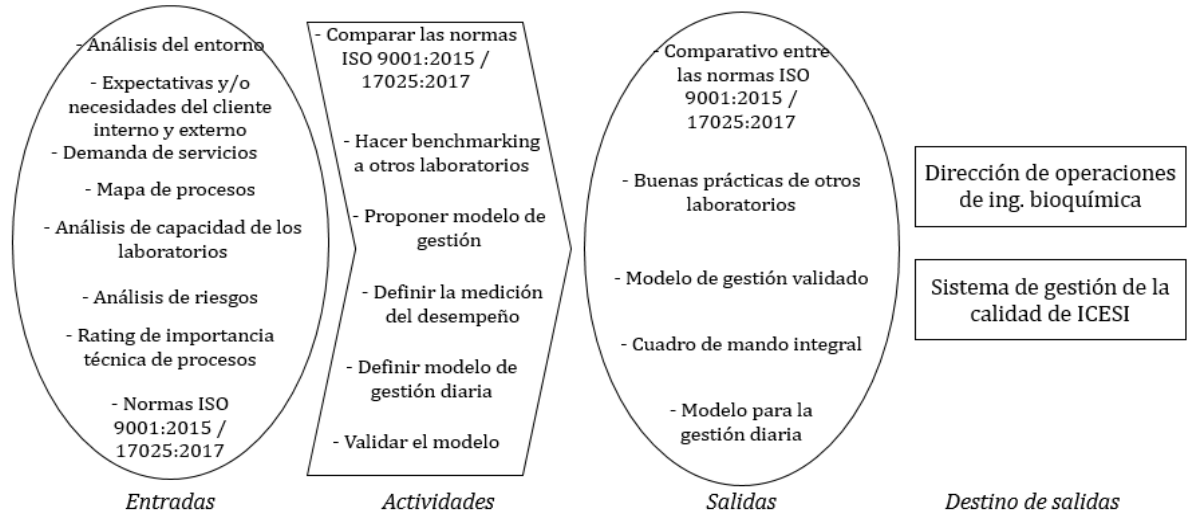 - Análisis del entorno
- Expectativas y/o
necesidades del cliente
interno y externo
- Demanda de servicios
- Mapa de procesos
- Análisis de capacidad de los
laboratorios
- Análisis de riesgos
- Rating de importancia
técnica de procesos
- Normas ISO
9001:2015 /
17025:2017
Entradas
- Comparar las normas
ISO 9001:2015 /
17025:2017
- Hacer benchmarking
a otros laboratorios
- Proponer modelo de
gestión
- Definir la medición
del desempeño
- Definir modelo de
gestión diaria
- Validar el modelo
Actividades
- Comparativo entre
las normas ISO
9001:2015 /
17025:2017
- Buenas prácticas de otros
laboratorios
- Modelo de gestión validado
- Cuadro de mando integral
- Modelo para la
gestión diaria
Salidas
Dirección de operaciones
de ing. bioquímica
Sistema de gestión de la
calidad de ICESI
Destino de salidas